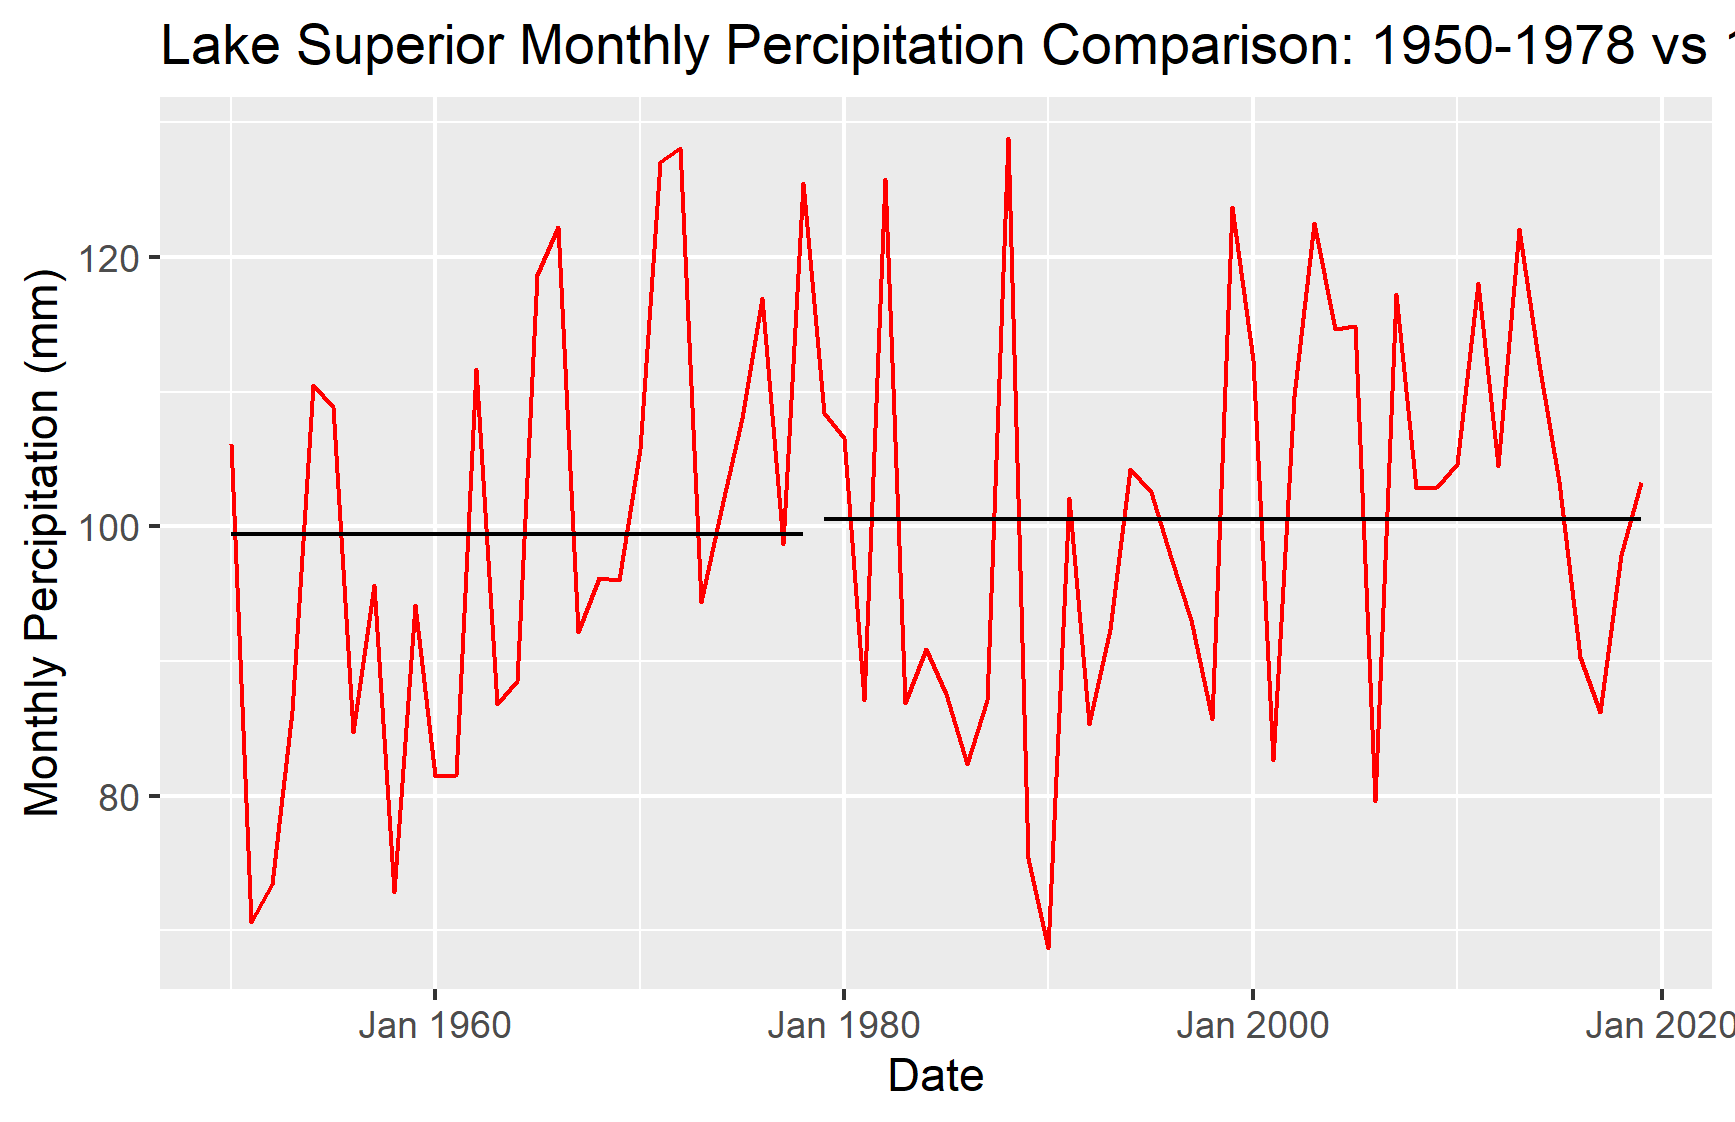 Lake Superior Monthly Percipitation Comparison: 1950-1978 vs
Monthly Percipitation (mm)
120
100
80
Jan 1960
Jan 1980
Jan 2000
Jan 2020
Date